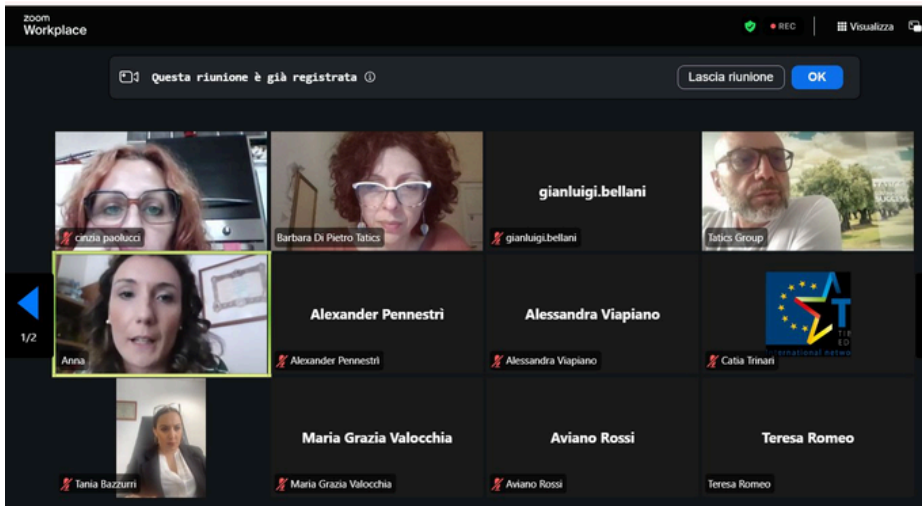 zoom
Workplace
REC
Visualizza
Questa riunione è già registrata
Lascia riunione
OK
cinzia paolucci
Barbara Di Pietro Tatics
gianluigi.bellani
gianluigi.bellani
Tatics Group
1/2
Anna
Alexander Pennestrì
Alexander Pennestrì
Alessandra Viapiano
Alessandra Viapiano
Catia Trinari
Tania Bazzurri
Maria Grazia Valocchia
Maria Grazia Valocchia
Aviano Rossi
Aviano Rossi
Teresa Romeo
Teresa Romeo